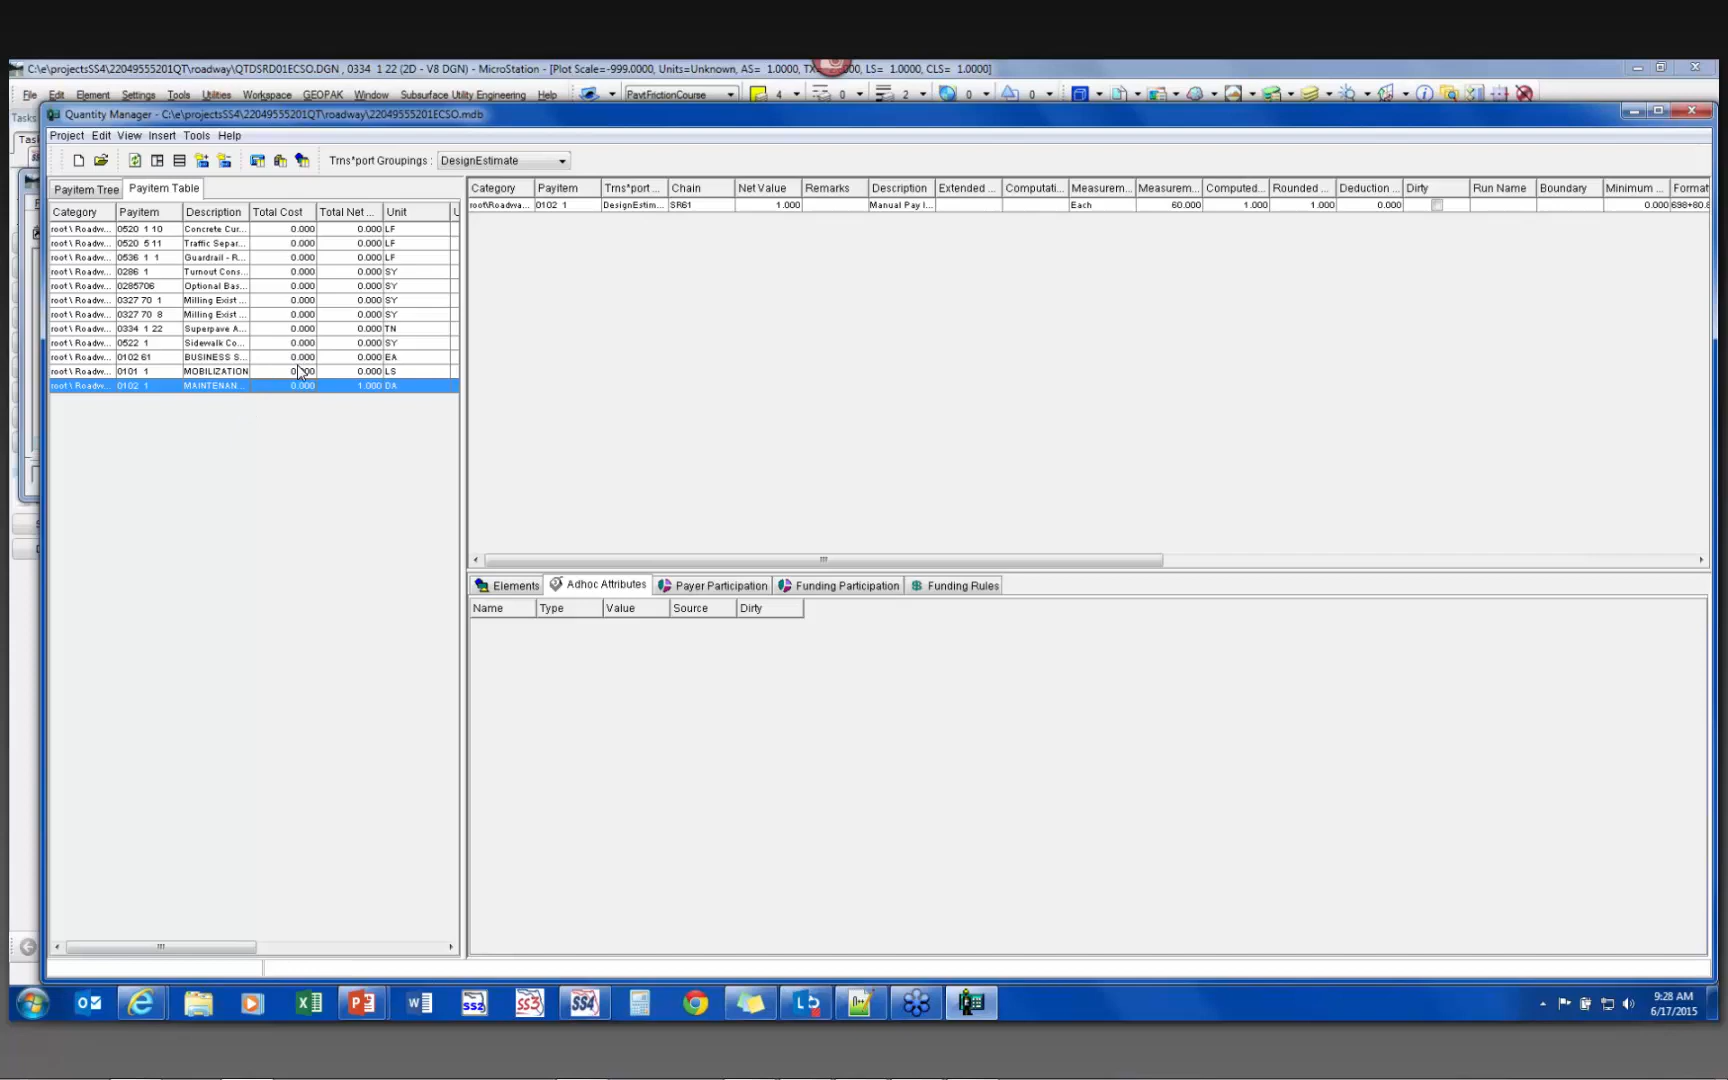 C:\e\projectsSS4\22049555201QT\roadway\QTDSRD01ECSO.DGN , 0334 1 22 (2D - V8 DGN) - MicroStation - [Plot Scale=-999.0000, Units=Unknown, AS= 1.0000, LS= 1.0000, CLS= 1.0000]
File Edit Element Settings Tools Utilities Workspace GEOPAK Window Subsurface Utility Engineering Help PavtFrictionCourse 4 0 2 0 0
Quantity Manager - C:\e\projectsSS4\22049555201QT\roadway\22049555201ECSO.mdb
Project Edit View Insert Tools Help
Trns*port Groupings : DesignEstimate
Payitem Tree Payitem Table
Category Payitem Description Total Cost Total Net ... Unit U
root \ Roadw... 0520 1 10 Concrete Cur... 0.000 0.000 LF
root \ Roadw... 0520 5 11 Traffic Separ... 0.000 0.000 LF
root \ Roadw... 0536 1 1 Guardrail - R... 0.000 0.000 LF
root \ Roadw... 0286 1 Turnout Cons... 0.000 0.000 SY
root \ Roadw... 0285706 Optional Bas... 0.000 0.000 SY
root \ Roadw... 0327 70 1 Milling Exist ... 0.000 0.000 SY
root \ Roadw... 0327 70 8 Milling Exist ... 0.000 0.000 SY
root \ Roadw... 0334 1 22 Superpave A... 0.000 0.000 TN
root \ Roadw... 0522 1 Sidewalk Co... 0.000 0.000 SY
root \ Roadw... 0102 61 BUSINESS S... 0.000 0.000 EA
root \ Roadw... 0101 1 MOBILIZATION 0.000 LS
root \ Roadw... 0102 1 MAINTENAN... 0.000 1.000 DA
Category Payitem Trns*port ... Chain Net Value Remarks Description Extended ... Computati... Measurem... Measurem... Computed... Rounded ... Deduction ... Dirty Run Name Boundary Minimum ... Format
root\Roadwa... 0102 1 DesignEstim... SR61 1.000 Manual Pay I... Each 60.000 1.000 1.000 0.000 0.000 698+80.8
Elements Adhoc Attributes Payer Participation Funding Participation Funding Rules
Name Type Value Source Dirty
SS2 SS3 SS4
9:28 AM
6/17/2015